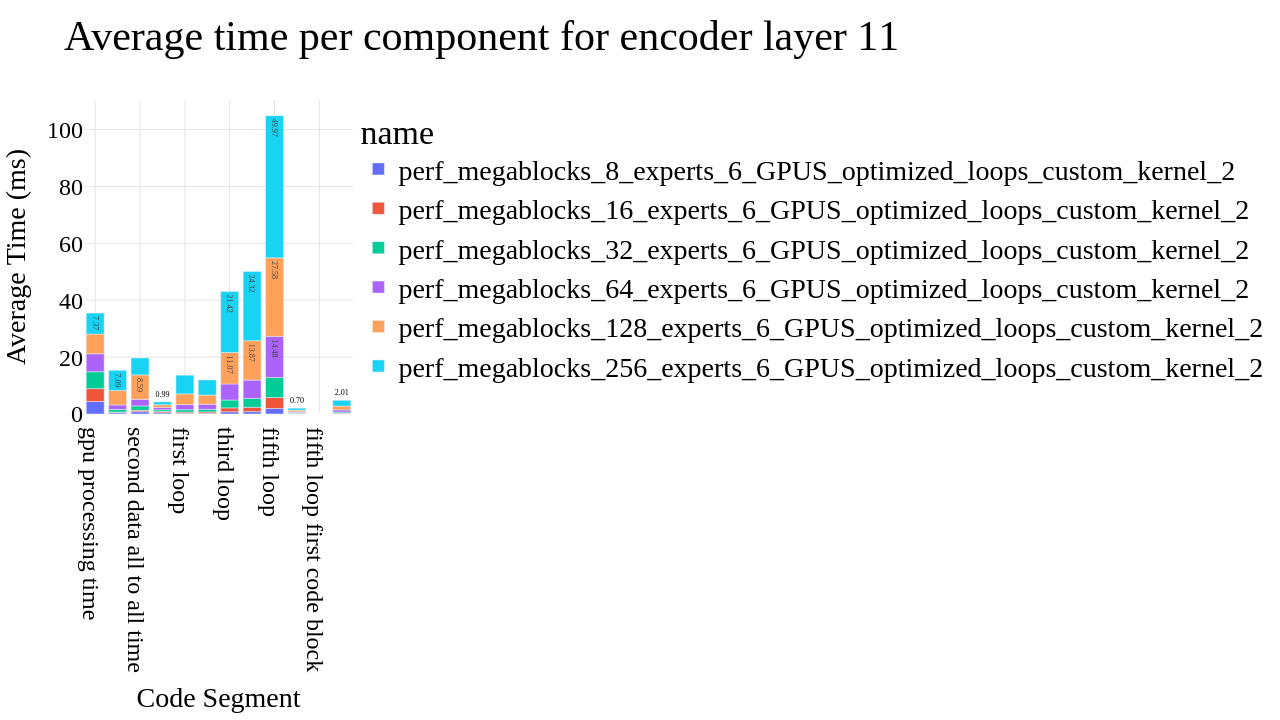 Average time per component for encoder layer 11
Average Time (ms)
100
80
60
40
20
0
7.37
7.09
8.59
0.99
21.42
11.07
24.32
13.87
49.97
27.58
14.48
0.70
2.01
gpu processing time
second data all to all time
first loop
third loop
fifth loop
fifth loop first code block
Code Segment
name
perf_megablocks_8_experts_6_GPUS_optimized_loops_custom_kernel_2
perf_megablocks_16_experts_6_GPUS_optimized_loops_custom_kernel_2
perf_megablocks_32_experts_6_GPUS_optimized_loops_custom_kernel_2
perf_megablocks_64_experts_6_GPUS_optimized_loops_custom_kernel_2
perf_megablocks_128_experts_6_GPUS_optimized_loops_custom_kernel_2
perf_megablocks_256_experts_6_GPUS_optimized_loops_custom_kernel_2